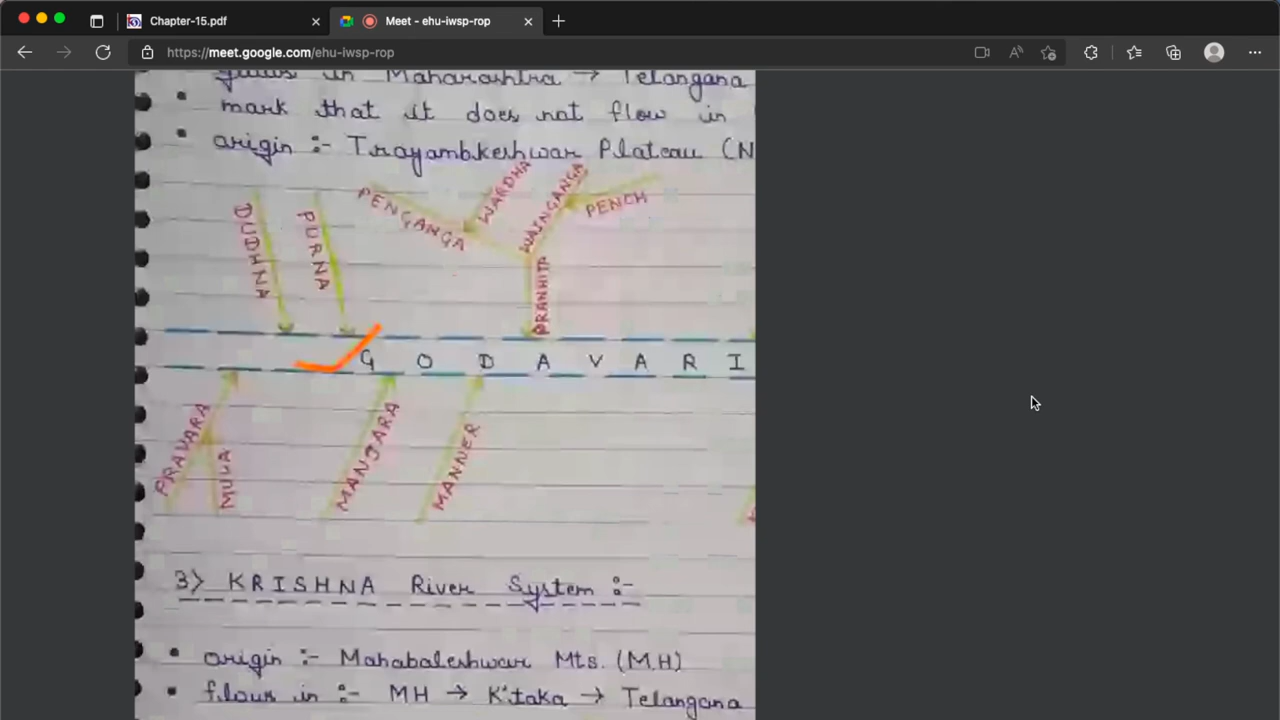 Chapter-15.pdf
Meet - ehu-iwsp-rop
https://meet.google.com/ehu-iwsp-rop
flows in Maharashtra → Telangana
mark that it does not flow in
origin :- Trayambkeshwar Plateau (N
DUDHNA
PURNA
PENGANGA
WARDHA
WAINGANGA
PENCH
PRANHITA
GODAVARI
PRAVARA
MULA
MANJARA
MANNER
3> KRISHNA River System :-
• origin :- Mahabaleshwar Mts. (M.H)
• flows in :- MH → K'taka → Telangana